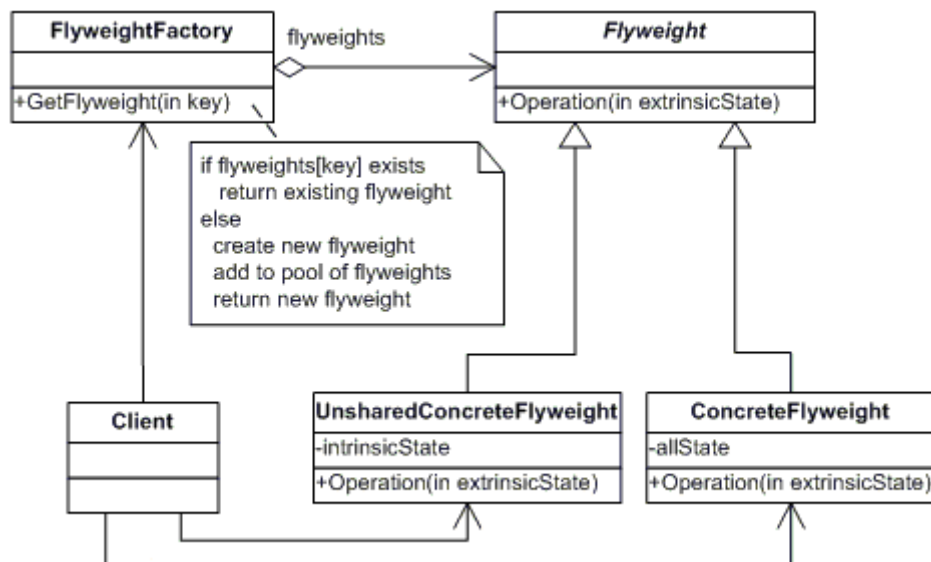 FlyweightFactory
+GetFlyweight(in key)
flyweights
Flyweight
+Operation(in extrinsicState)
if flyweights[key] exists
return existing flyweight
else
create new flyweight
add to pool of flyweights
return new flyweight
Client
UnsharedConcreteFlyweight
-intrinsicState
+Operation(in extrinsicState)
ConcreteFlyweight
-allState
+Operation(in extrinsicState)